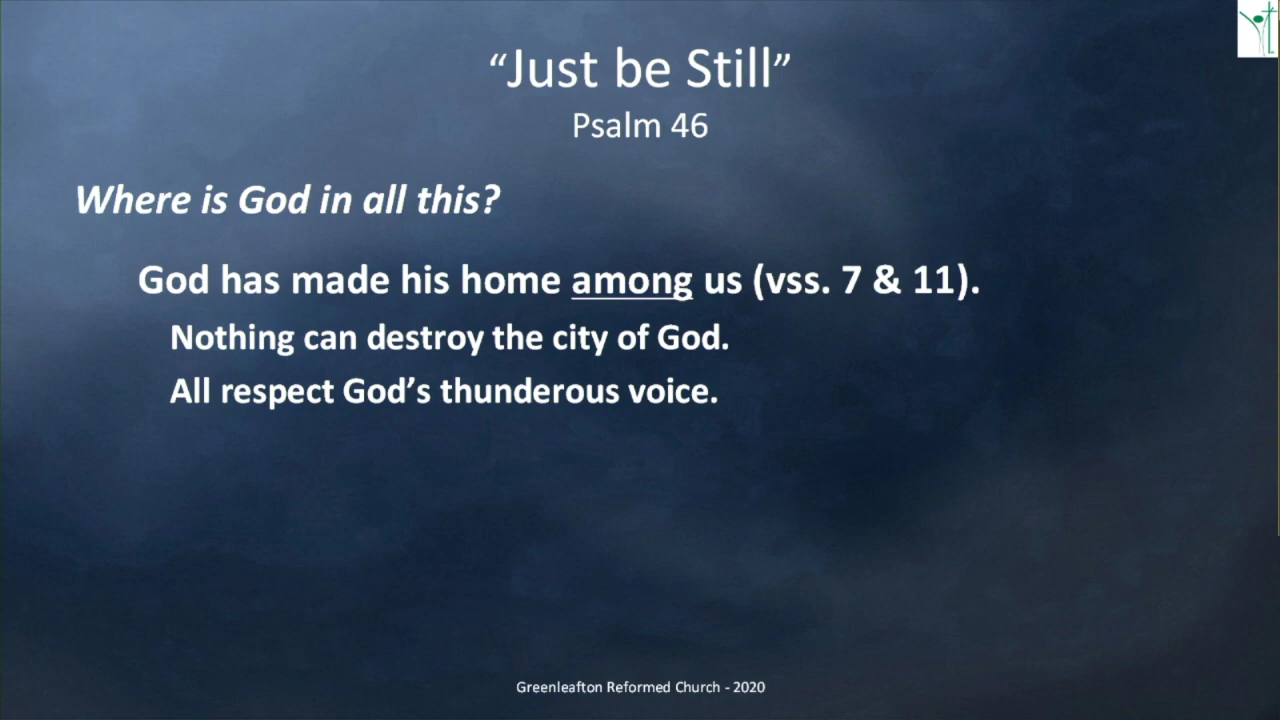 “Just be Still”
Psalm 46
Where is God in all this?
God has made his home among us (vss. 7 & 11).
Nothing can destroy the city of God.
All respect God’s thunderous voice.
Greenleafton Reformed Church - 2020